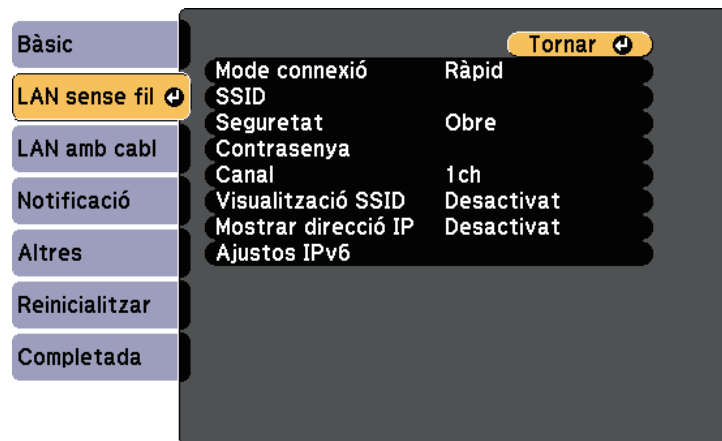 Bàsic
LAN sense fil
LAN amb cabl
Notificació
Altres
Reinicialitzar
Completada
Tornar
Mode connexió Ràpid
SSID
Seguretat Obre
Contrasenya
Canal 1ch
Visualització SSID Desactivat
Mostrar direcció IP Desactivat
Ajustos IPv6